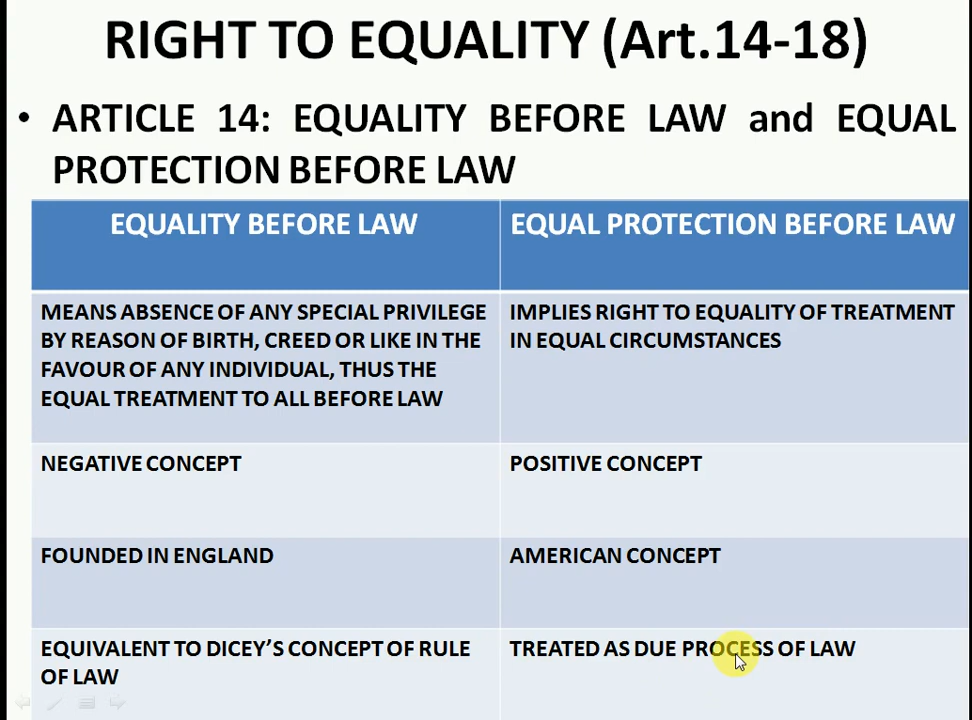 RIGHT TO EQUALITY (Art.14-18)
• ARTICLE 14: EQUALITY BEFORE LAW and EQUAL
PROTECTION BEFORE LAW
EQUALITY BEFORE LAW
EQUAL PROTECTION BEFORE LAW
MEANS ABSENCE OF ANY SPECIAL PRIVILEGE
BY REASON OF BIRTH, CREED OR LIKE IN THE
FAVOUR OF ANY INDIVIDUAL, THUS THE
EQUAL TREATMENT TO ALL BEFORE LAW
IMPLIES RIGHT TO EQUALITY OF TREATMENT
IN EQUAL CIRCUMSTANCES
NEGATIVE CONCEPT
POSITIVE CONCEPT
FOUNDED IN ENGLAND
AMERICAN CONCEPT
EQUIVALENT TO DICEY’S CONCEPT OF RULE
OF LAW
TREATED AS DUE PROCESS OF LAW